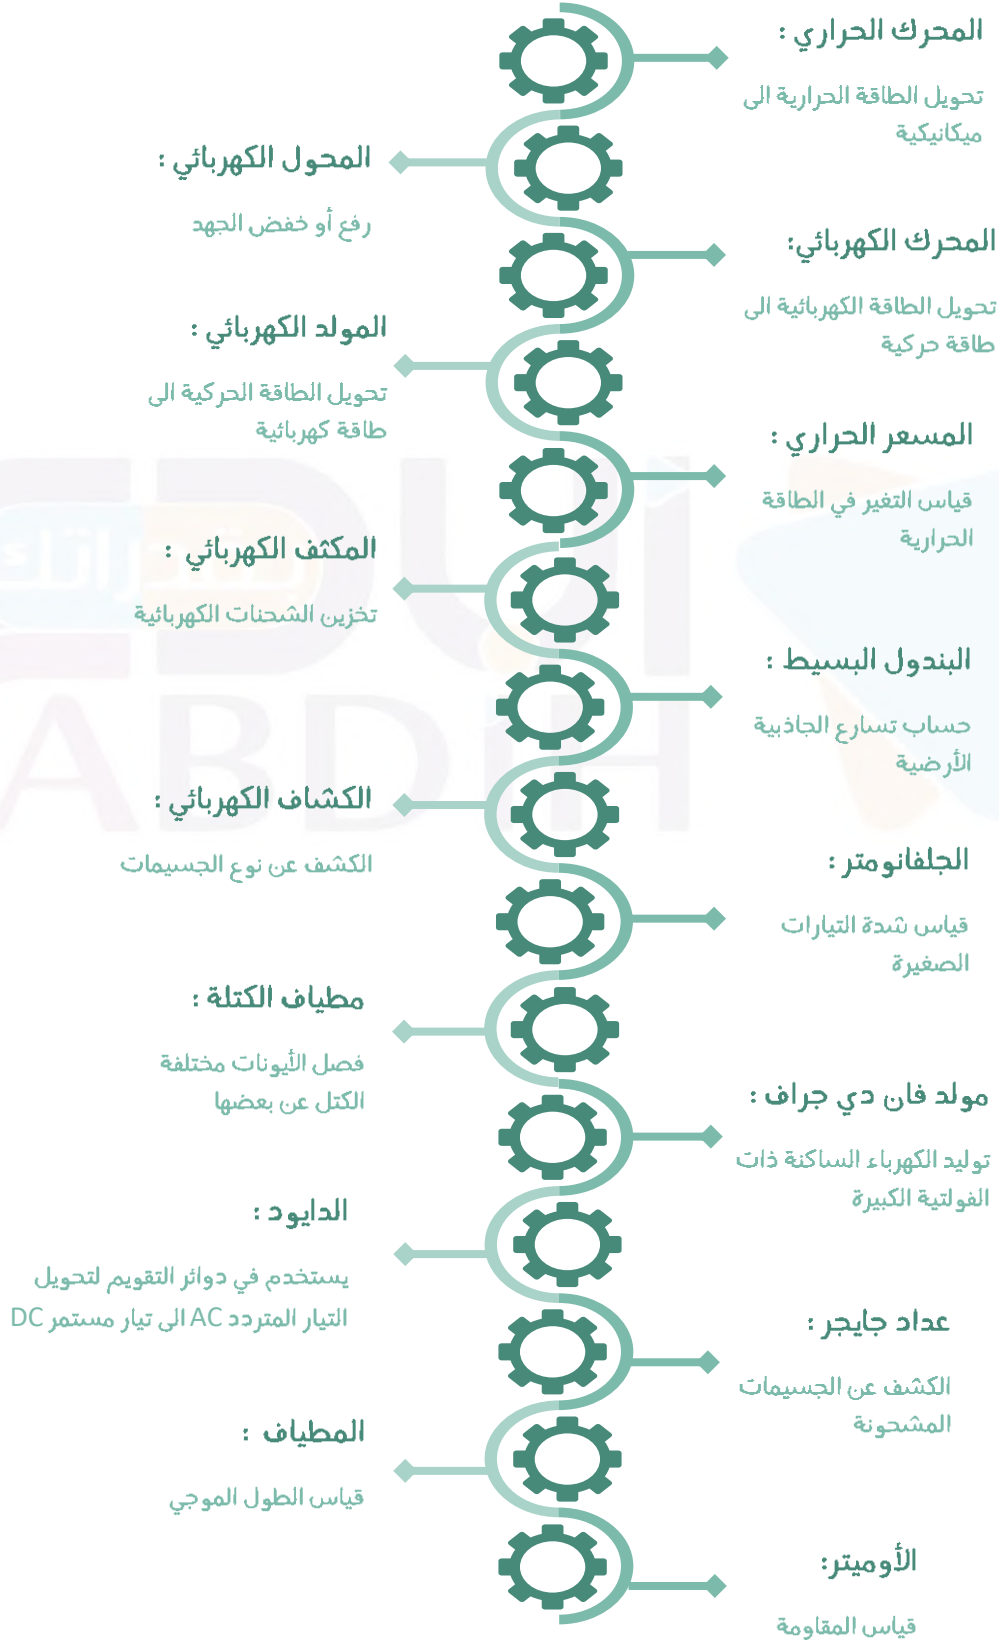 المحرك الحراري :
تحويل الطاقة الحرارية الى
ميكانيكية
المحول الكهربائي :
رفع أو خفض الجهد
المحرك الكهربائي:
تحويل الطاقة الكهربائية الى
طاقة حركية
المولد الكهربائي :
تحويل الطاقة الحركية الى
طاقة كهربائية
المسعر الحراري :
قياس التغير في الطاقة
الحرارية
المكثف الكهربائي :
تخزين الشحنات الكهربائية
البندول البسيط :
حساب تسارع الجاذبية
الأرضية
الكشاف الكهربائي :
الكشف عن نوع الجسيمات
الجلفانومتر :
قياس شدة التيارات
الصغيرة
مطياف الكتلة :
فصل الأيونات مختلفة
الكتل عن بعضها
مولد فان دي جراف :
توليد الكهرباء الساكنة ذات
الفولتية الكبيرة
الدايود :
يستخدم في دوائر التقويم لتحويل
التيار المتردد AC الى تيار مستمر DC
عداد جايجر :
الكشف عن الجسيمات
المشحونة
المطياف :
قياس الطول الموجي
الأوميتر:
قياس المقاومة
بقدراتك
ABDiH